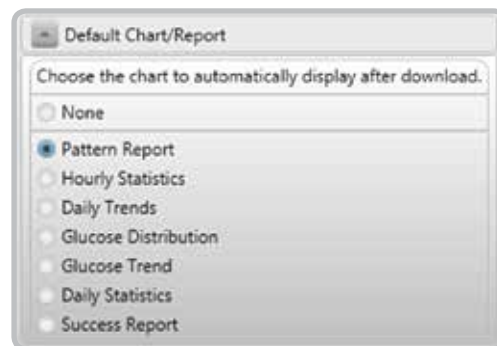 Default Chart/Report
Choose the chart to automatically display after download.
None
Pattern Report
Hourly Statistics
Daily Trends
Glucose Distribution
Glucose Trend
Daily Statistics
Success Report